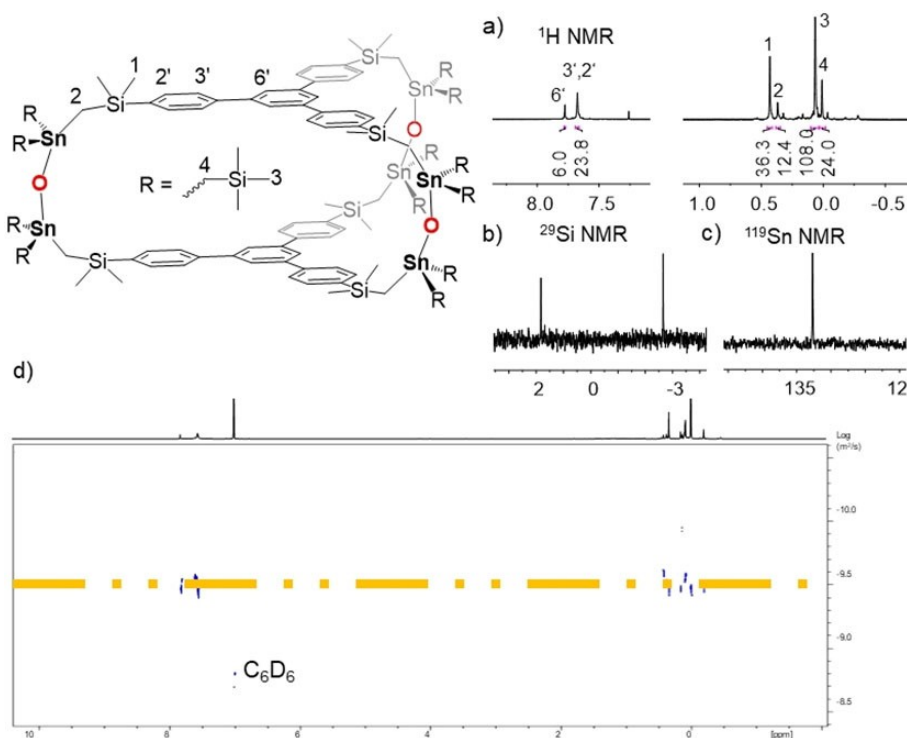 a)
¹H NMR
6'
3',2'
6.0
23.8
8.0
7.5
1
2
3
4
36.3
12.4
108.0
24.0
1.0
0.5
0.0
-0.5
b)
²⁹Si NMR
2
0
-3
c)
¹¹⁹Sn NMR
135
12
1
2
2'
3'
6'
Si
Si
Si
Si
Si
Si
R
R
Sn
O
Sn
R
R
R
R
Sn
O
R
R
Sn
R
R
Sn
R
R
O
Sn
R
R
R =
4
Si
3
d)
Log
(m²/s)
-10.0
-9.5
-9.0
-8.5
C₆D₆
10
8
6
4
2
0
[ppm]